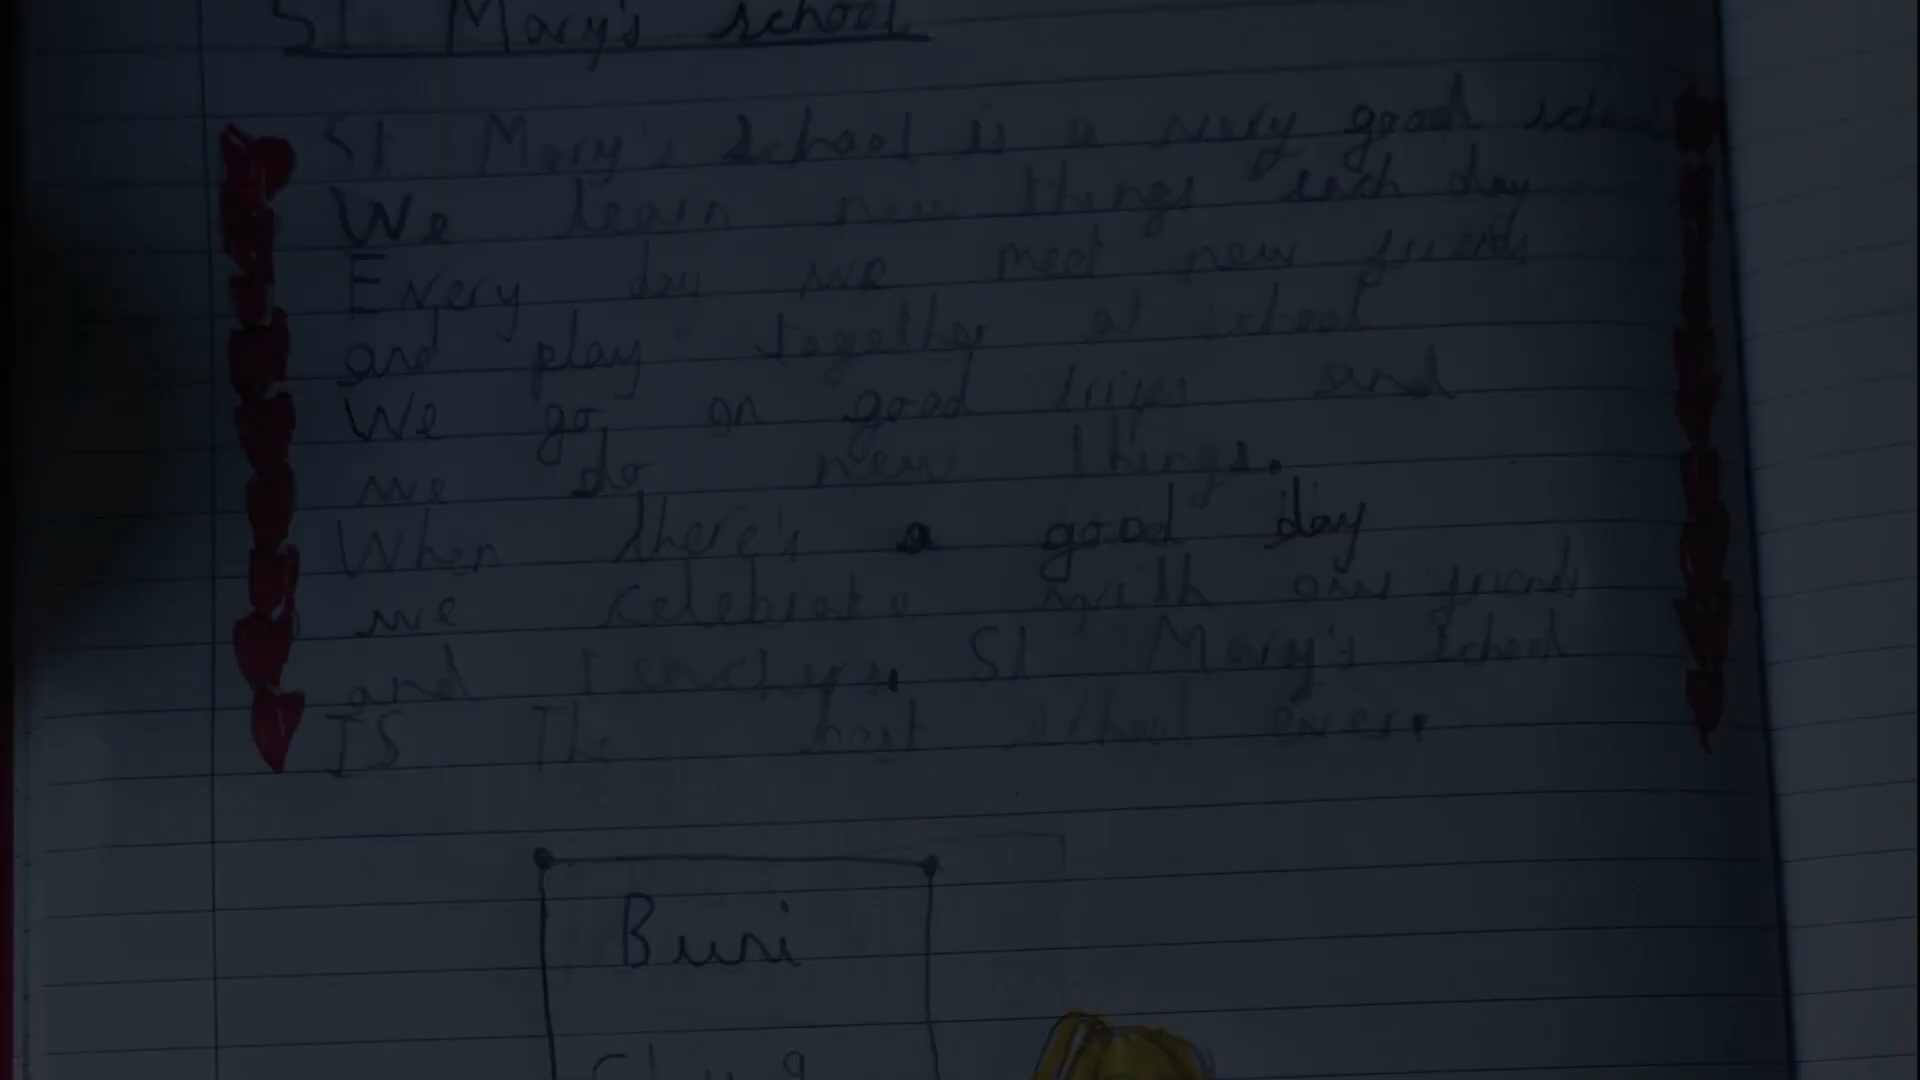 St Mary's school
St Mary's school is a very good school
We learn new things each day
Every day we meet new friends
and play together at school
We go on good trips and
we do new things.
When there's a good day
we celebrate with our friends
and teachers. St Mary's school
IS The best school ever.
Buni